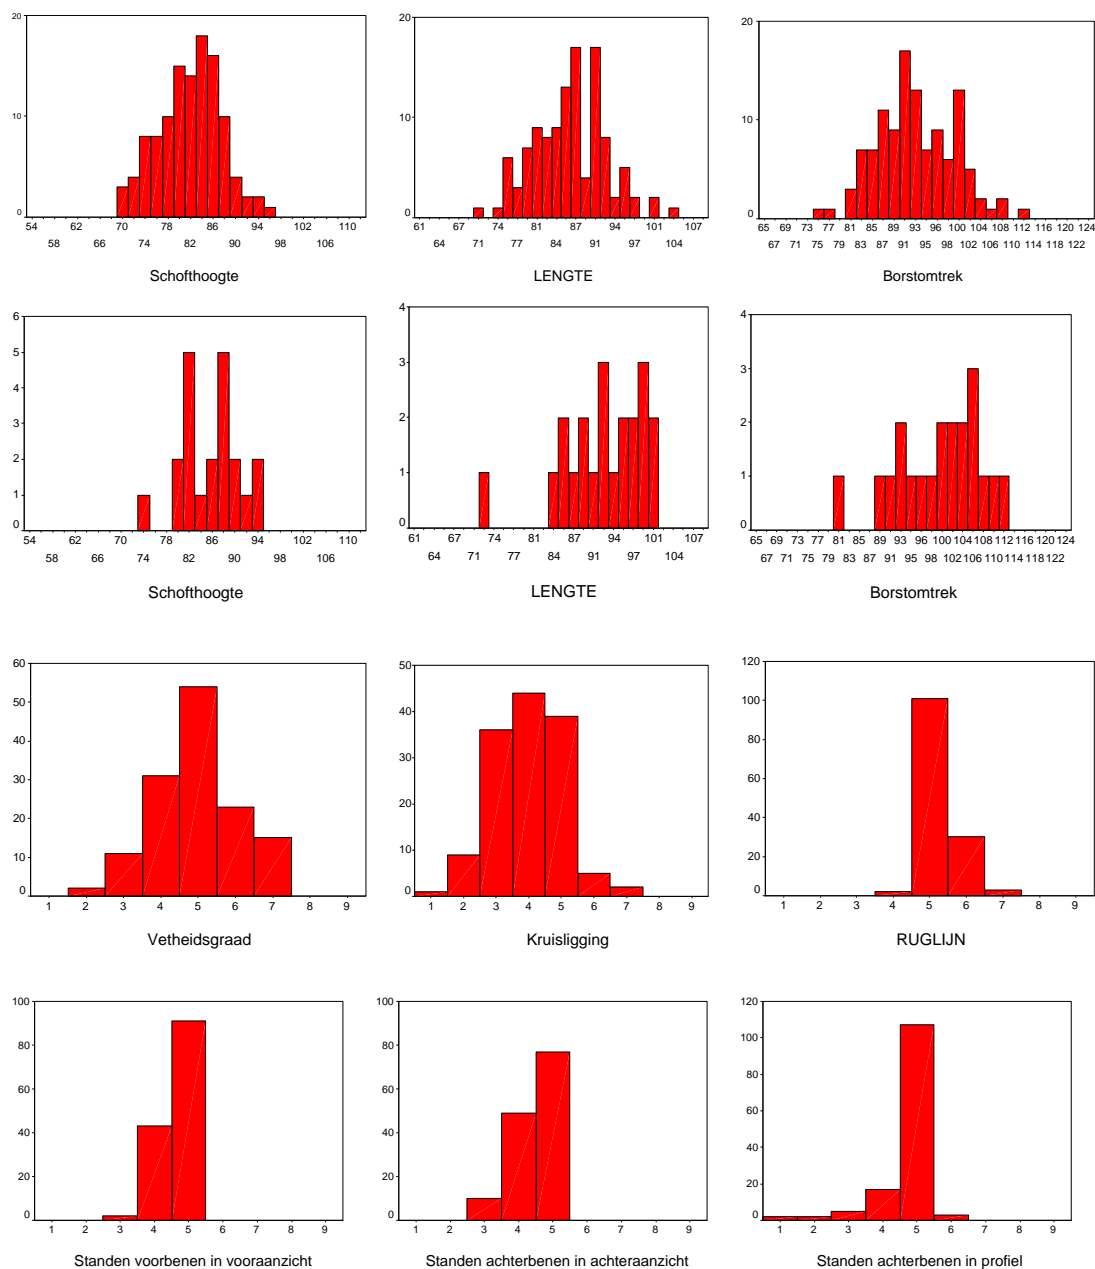 20
10
0
54 62 70 78 86 94 102 110
58 66 74 82 90 98 106
Schofthoogte
20
10
0
61 67 74 80 87 94 101 107
64 71 77 84 91 97 104
LENGTE
20
10
0
65 69 73 77 81 85 89 93 96 100 104 108 112 116 120 124
67 71 75 79 83 87 91 94 98 102 106 110 114 118 122
Borstomtrek
6
5
4
3
2
1
0
54 62 70 78 86 94 102 112
58 66 74 82 90 98 106
Schofthoogte
4
3
2
1
0
61 67 74 80 87 94 101 107
64 71 77 84 91 97 104
LENGTE
4
3
2
1
0
65 69 73 77 81 85 89 93 96 100 104 108 112 116 120 124
67 71 75 79 83 87 91 95 98 102 106 110 114 118 122
Borstomtrek
60
50
40
30
20
10
0
1 2 3 4 5 6 7 8 9
Vetheidsgraad
50
40
30
20
10
0
1 2 3 4 5 6 7 8 9
Kruisligging
120
100
80
60
40
20
0
1 2 3 4 5 6 7 8 9
RUGLIJN
100
80
60
40
20
0
1 2 3 4 5 6 7 8 9
Standen voorbenen in vooraanzicht
100
80
60
40
20
0
1 2 3 4 5 6 7 8 9
Standen achterbenen in achteraanzicht
120
100
80
60
40
20
0
1 2 3 4 5 6 7 8 9
Standen achterbenen in profiel